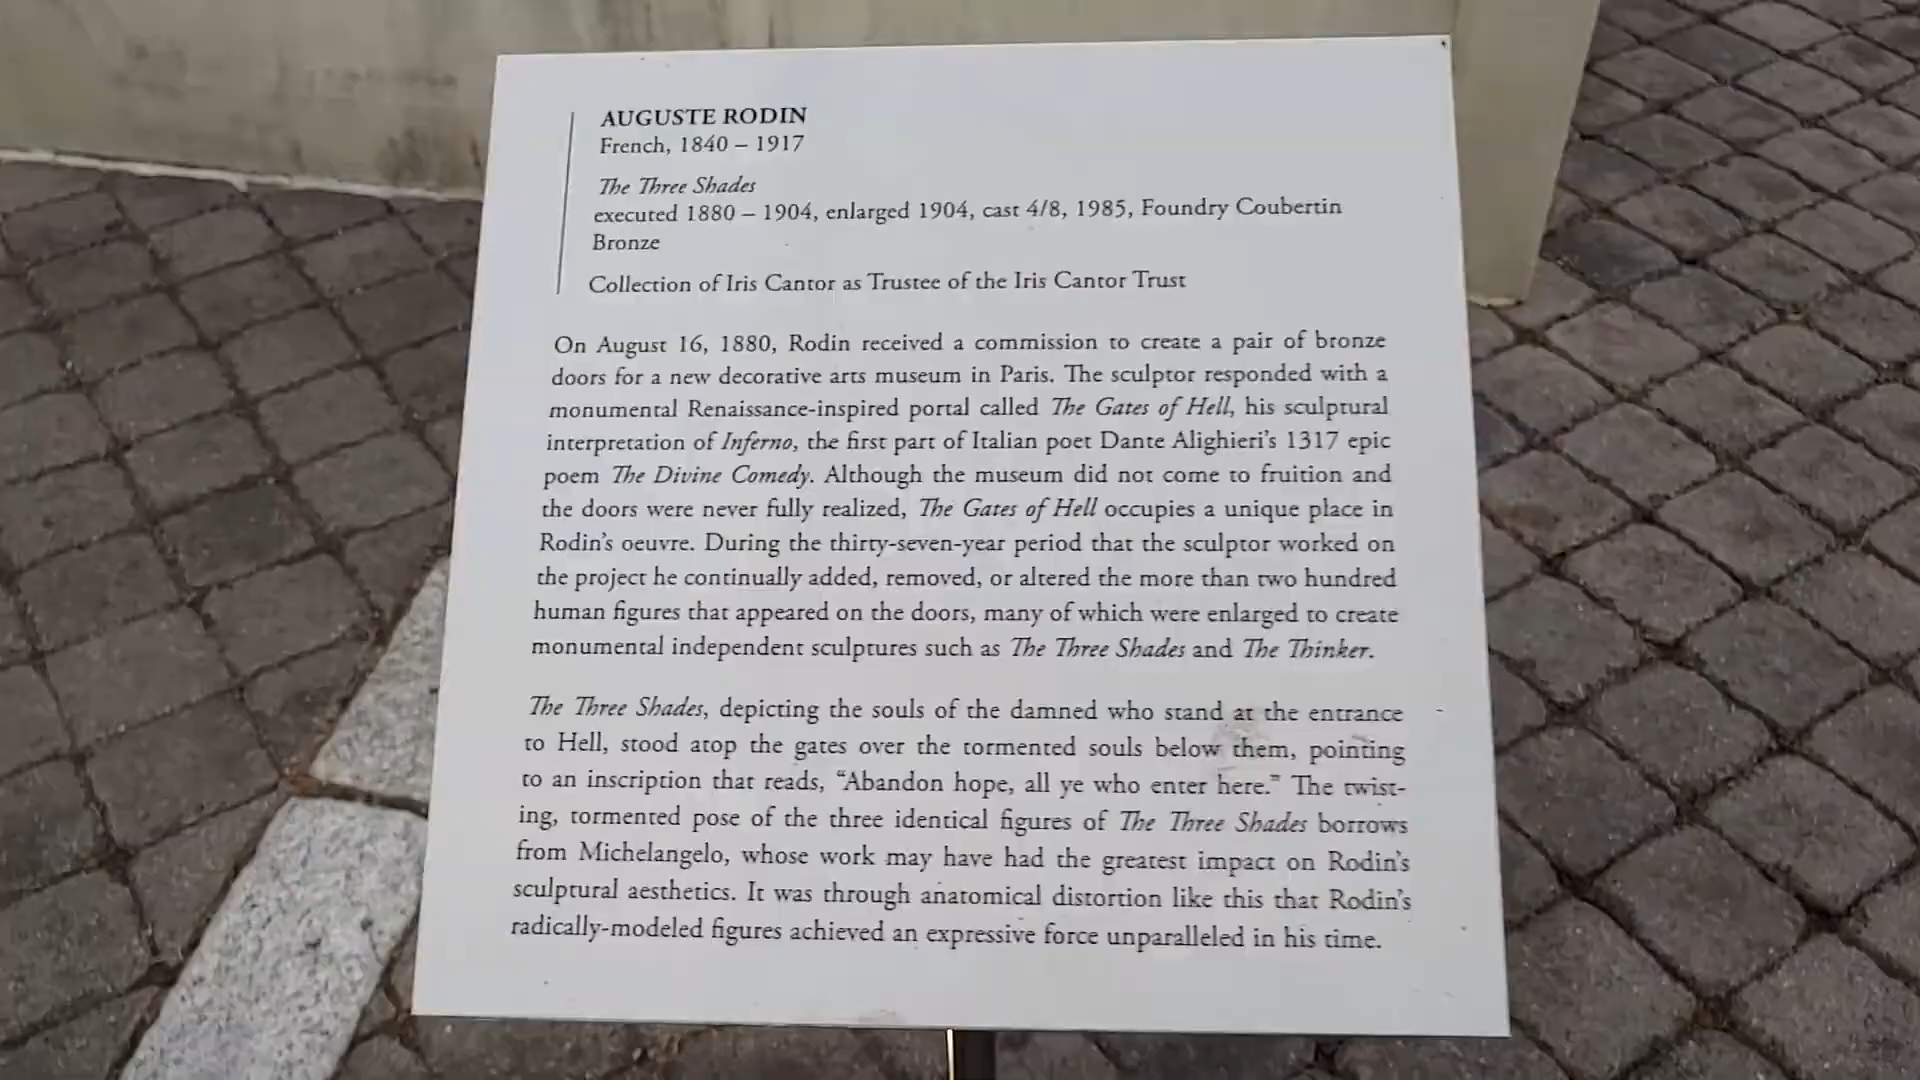 AUGUSTE RODIN
French, 1840 – 1917
The Three Shades
executed 1880 – 1904, enlarged 1904, cast 4/8, 1985, Foundry Coubertin
Bronze
Collection of Iris Cantor as Trustee of the Iris Cantor Trust
On August 16, 1880, Rodin received a commission to create a pair of bronze
doors for a new decorative arts museum in Paris. The sculptor responded with a
monumental Renaissance-inspired portal called The Gates of Hell, his sculptural
interpretation of Inferno, the first part of Italian poet Dante Alighieri's 1317 epic
poem The Divine Comedy. Although the museum did not come to fruition and
the doors were never fully realized, The Gates of Hell occupies a unique place in
Rodin's oeuvre. During the thirty-seven-year period that the sculptor worked on
the project he continually added, removed, or altered the more than two hundred
human figures that appeared on the doors, many of which were enlarged to create
monumental independent sculptures such as The Three Shades and The Thinker.
The Three Shades, depicting the souls of the damned who stand at the entrance
to Hell, stood atop the gates over the tormented souls below them, pointing
to an inscription that reads, “Abandon hope, all ye who enter here.” The twist-
ing, tormented pose of the three identical figures of The Three Shades borrows
from Michelangelo, whose work may have had the greatest impact on Rodin's
sculptural aesthetics. It was through anatomical distortion like this that Rodin's
radically-modeled figures achieved an expressive force unparalleled in his time.